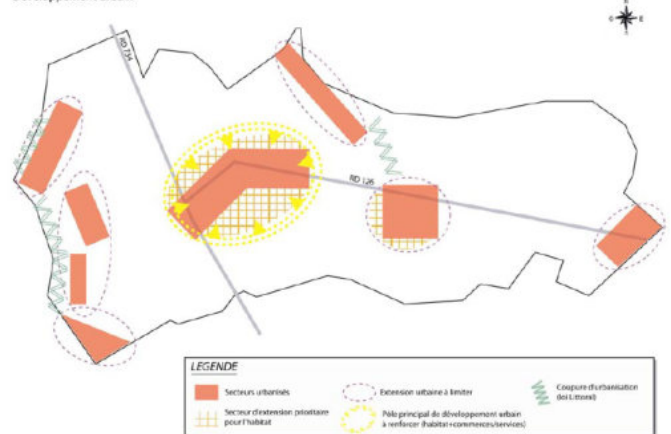 RD 734
RD 126
LEGENDE
Secteurs urbanisés
Extension urbaine à limiter
Coupure d'urbanisation
(loi Littoral)
Secteur d'extension prioritaire
pour l'habitat
Pôle principal de développement urbain
à renforcer (habitat+commerces/services)